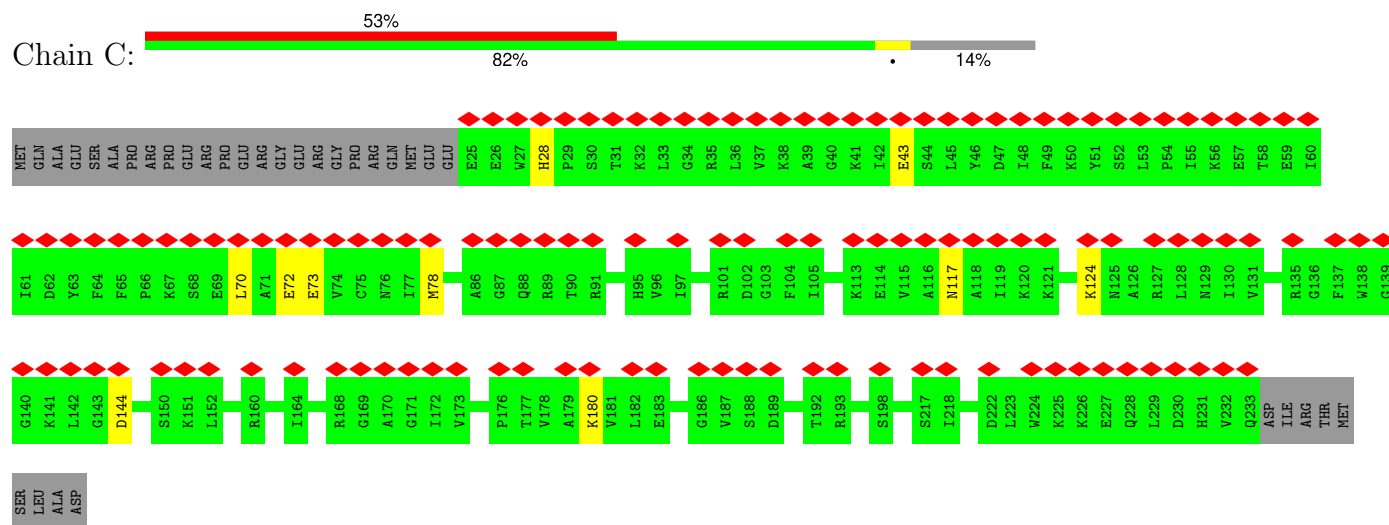 53%
Chain C:
82% • 14%
MET GLN ALA GLU SER ALA PRO ARG PRO GLU ARG PRO GLU ARG GLY GLU ARG GLY PRO ARG GLN MET GLU GLU E25 E26 W27 H28 P29 S30 T31 K32 L33 G34 R35 L36 V37 K38 A39 G40 K41 I42 E43 S44 L45 Y46 D47 I48 F49 K50 Y51 S52 L53 P54 I55 K56 E57 T58 E59 I60
I61 D62 Y63 F64 F65 P66 K67 S68 E69 L70 A71 E72 E73 V74 C75 N76 I77 M78 A86 G87 Q88 R89 T90 R91 H95 V96 I97 R101 D102 G103 F104 I105 K113 E114 V115 A116 N117 A118 I119 K120 K121 K124 N125 A126 R127 L128 N129 I130 V131 R135 G136 F137 W138 G139
G140 K141 L142 G143 D144 S150 K151 L152 R160 I164 R168 G169 A170 G171 I172 V173 P176 T177 V178 A179 K180 V181 L182 E183 G186 V187 S188 D189 T192 R193 S198 S217 I218 D222 L223 W224 K225 K226 E227 Q228 L229 D230 H231 V232 Q233 ASP ILE ARG THR MET
SER LEU ALA ASP